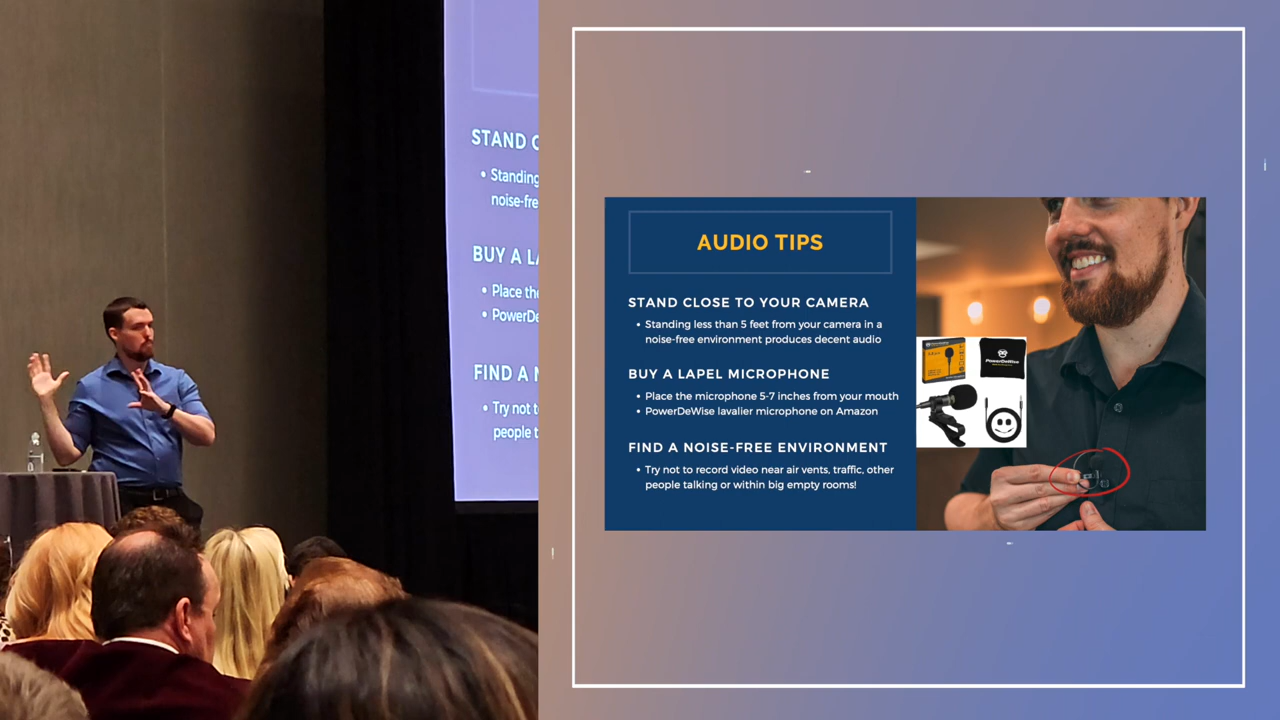 STAND
Standing
noise-fre
BUY A L
Place the
PowerDe
FIND A
Try not t
people t
AUDIO TIPS
STAND CLOSE TO YOUR CAMERA
• Standing less than 5 feet from your camera in a
noise-free environment produces decent audio
BUY A LAPEL MICROPHONE
• Place the microphone 5-7 inches from your mouth
• PowerDeWise lavalier microphone on Amazon
FIND A NOISE-FREE ENVIRONMENT
• Try not to record video near air vents, traffic, other
people talking or within big empty rooms!
PowerDeWise